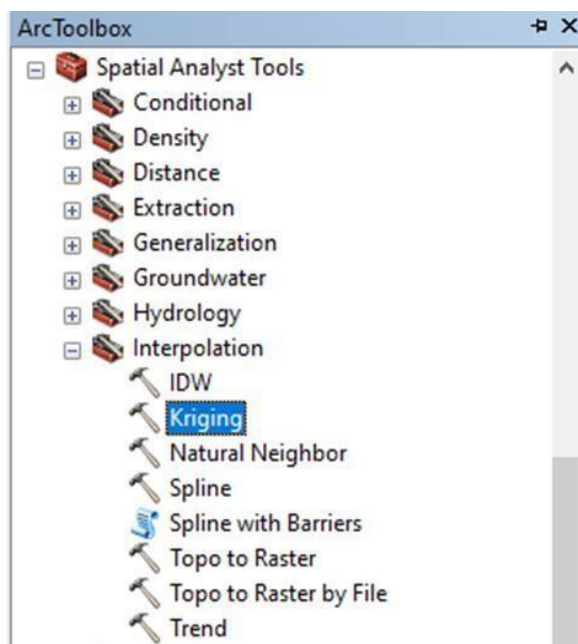 ArcToolbox
Spatial Analyst Tools
Conditional
Density
Distance
Extraction
Generalization
Groundwater
Hydrology
Interpolation
IDW
Kriging
Natural Neighbor
Spline
Spline with Barriers
Topo to Raster
Topo to Raster by File
Trend